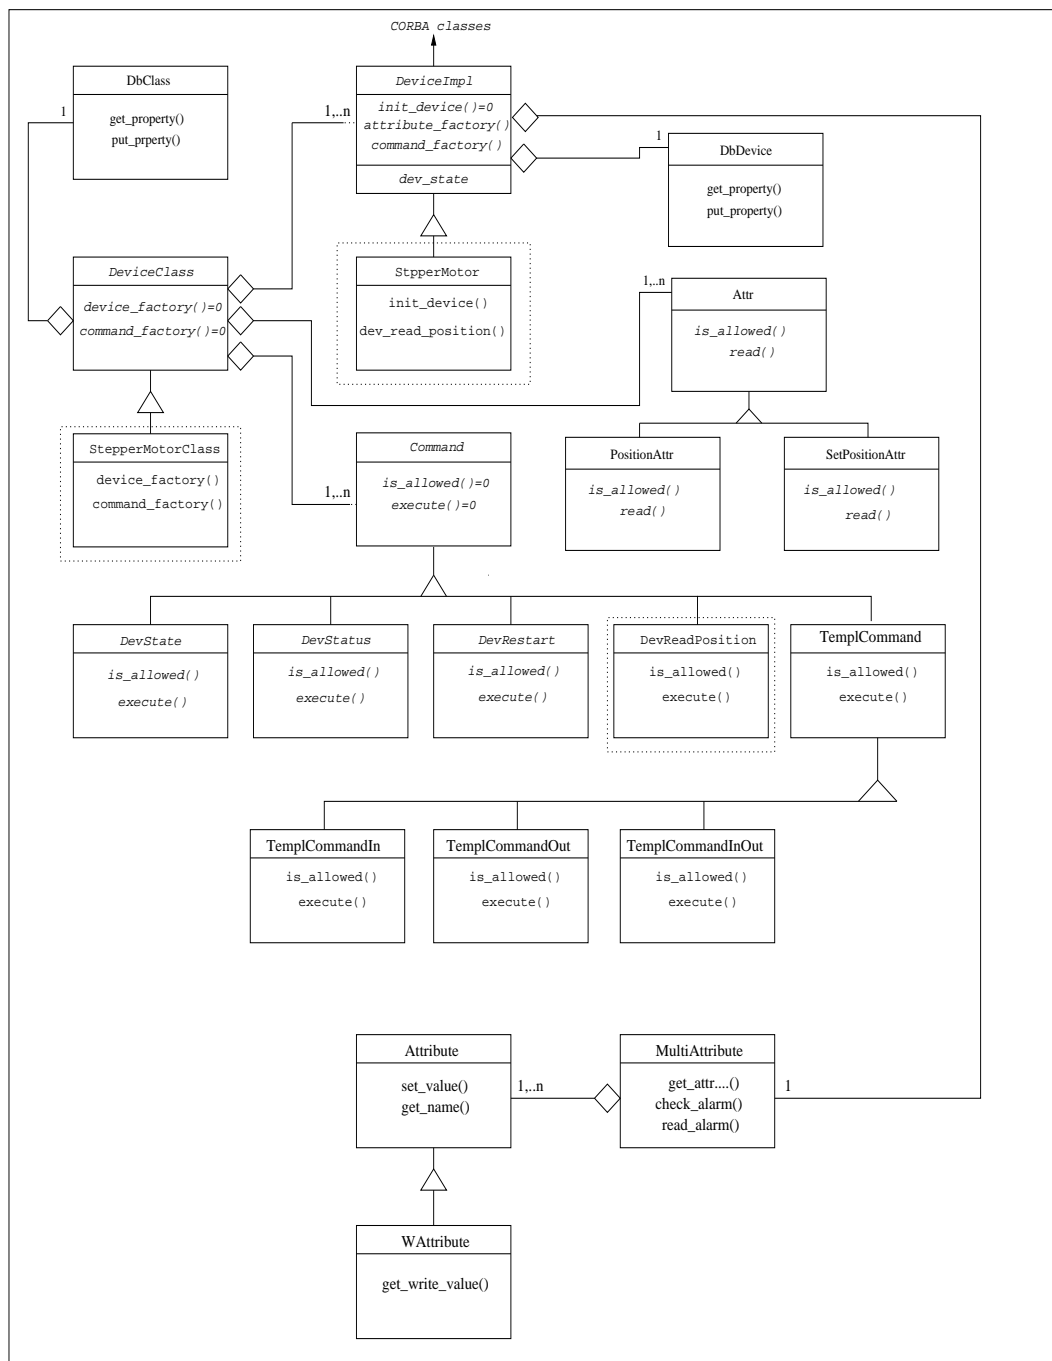 CORBA classes
DbClass
get_property()
put_prperty()
1
DeviceImpl
init_device()=0
attribute_factory()
command_factory()
dev_state
1,..n
1
DbDevice
get_property()
put_property()
DeviceClass
device_factory()=0
command_factory()=0
StpperMotor
init_device()
dev_read_position()
1,..n
Attr
is_allowed()
read()
StepperMotorClass
device_factory()
command_factory()
Command
is_allowed()=0
execute()=0
1,..n
PositionAttr
is_allowed()
read()
SetPositionAttr
is_allowed()
read()
DevState
is_allowed()
execute()
DevStatus
is_allowed()
execute()
DevRestart
is_allowed()
execute()
DevReadPosition
is_allowed()
execute()
TemplCommand
is_allowed()
execute()
TemplCommandIn
is_allowed()
execute()
TemplCommandOut
is_allowed()
execute()
TemplCommandInOut
is_allowed()
execute()
Attribute
set_value()
get_name()
1,..n
MultiAttribute
get_attr....()
check_alarm()
read_alarm()
1
WAttribute
get_write_value()